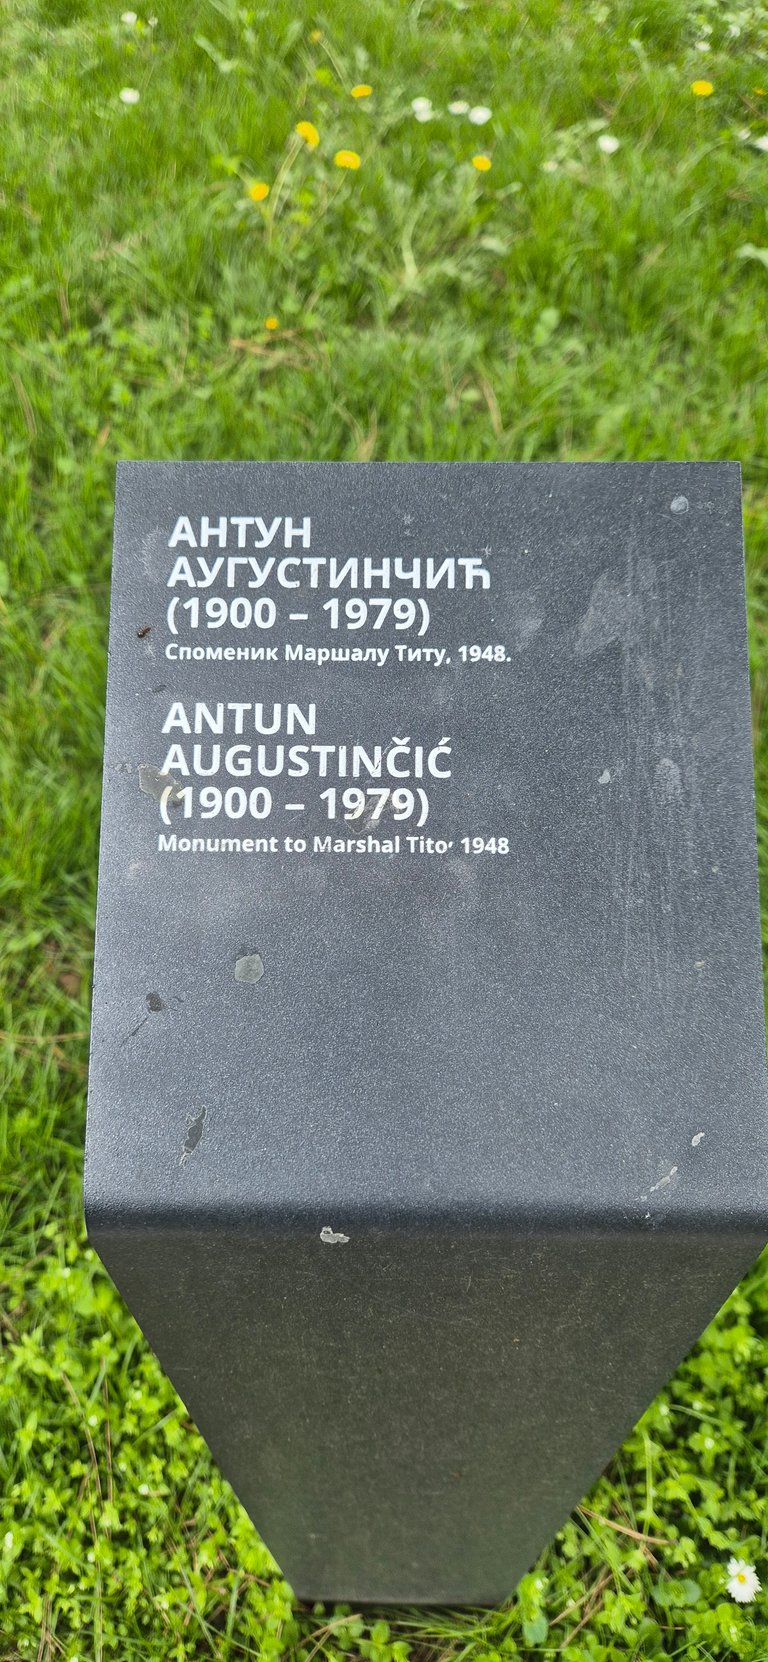 АНТУН
АУГУСТИНЧИЋ
(1900 – 1979)
Споменик Маршалу Титу, 1948.
ANTUN
AUGUSTINČIĆ
(1900 – 1979)
Monument to Marshal Tito, 1948